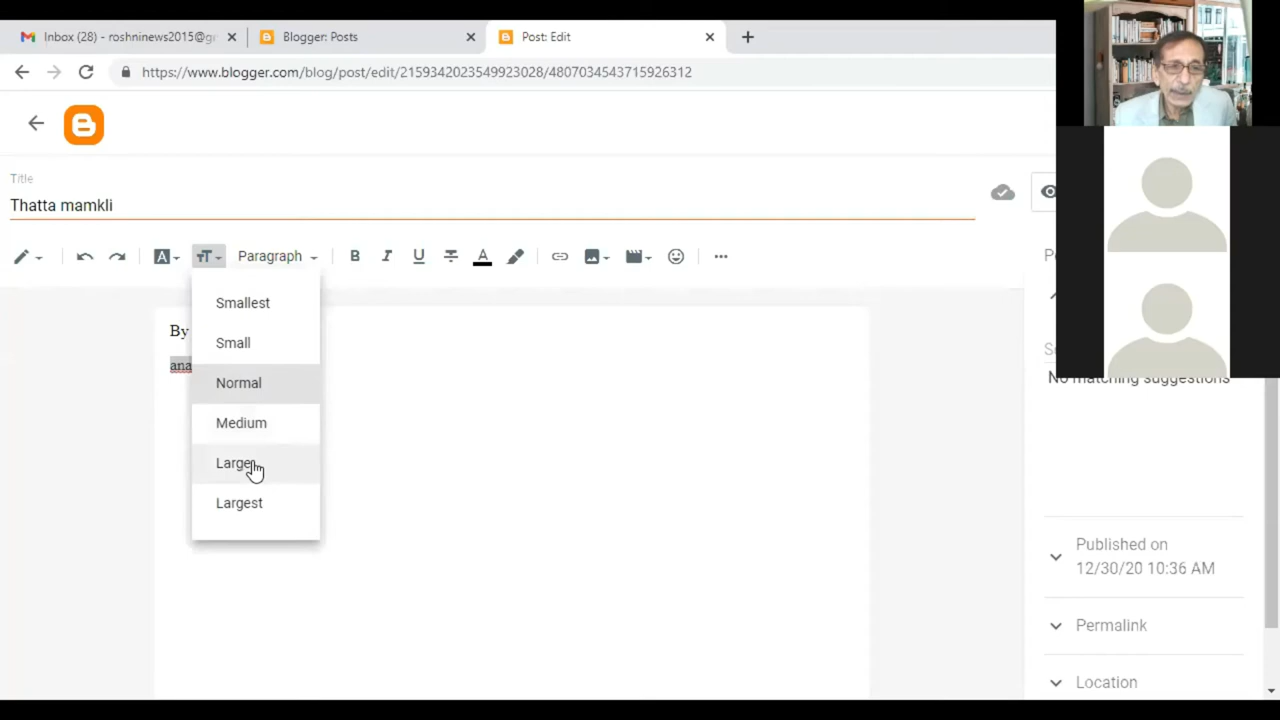 Inbox (28) - roshninews2015@gr
Blogger: Posts
Post: Edit
https://www.blogger.com/blog/post/edit/2159342023549923028/4807034543715926312
Title
Thatta mamkli
Paragraph
B I U A
Smallest
Small
Normal
Medium
Large
Largest
By
ana
No matching suggestions
Published on
12/30/20 10:36 AM
Permalink
Location